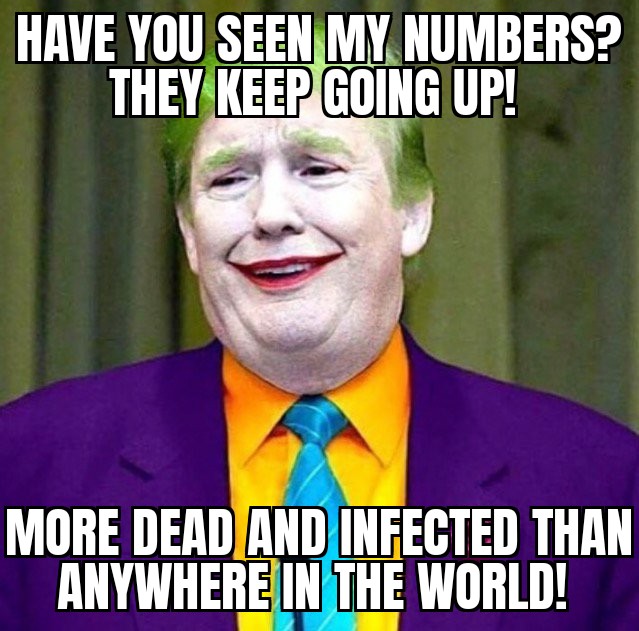 HAVE YOU SEEN MY NUMBERS?
THEY KEEP GOING UP!
MORE DEAD AND INFECTED THAN
ANYWHERE IN THE WORLD!